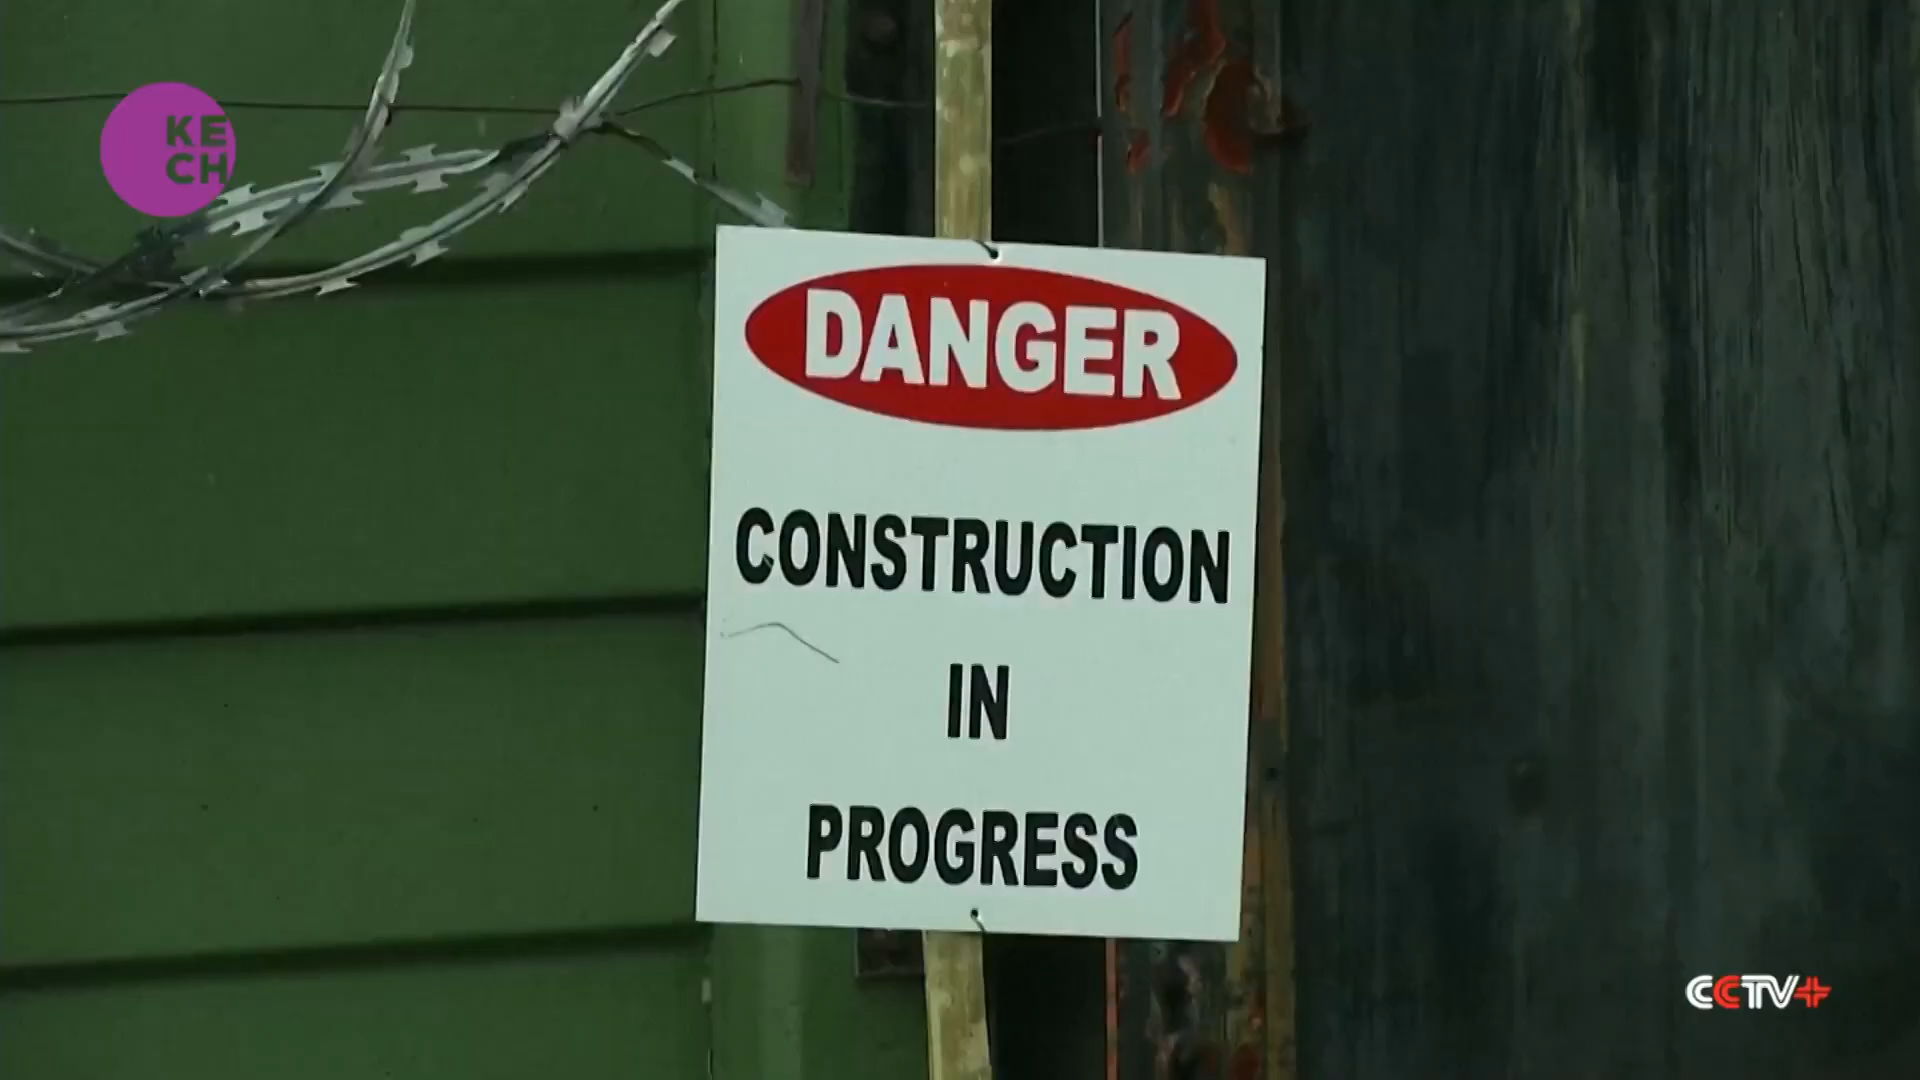 KE
CH
DANGER
CONSTRUCTION
IN
PROGRESS
CCTV+